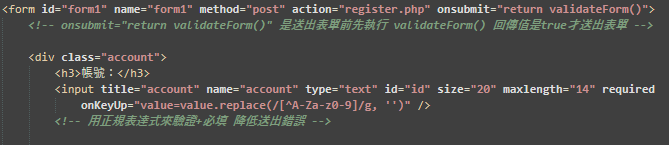 <form id="form1" name="form1" method="post" action="register.php" onsubmit="return validateForm()">
<!-- onsubmit="return validateForm()" 是送出表單前先執行 validateForm() 回傳值是true才送出表單 -->
<div class="account">
<h3>帳號：</h3>
<input title="account" name="account" type="text" id="id" size="20" maxlength="14" required
onKeyUp="value=value.replace(/[^A-Za-z0-9]/g, '')" />
<!-- 用正規表達式來驗證+必填 降低送出錯誤 -->